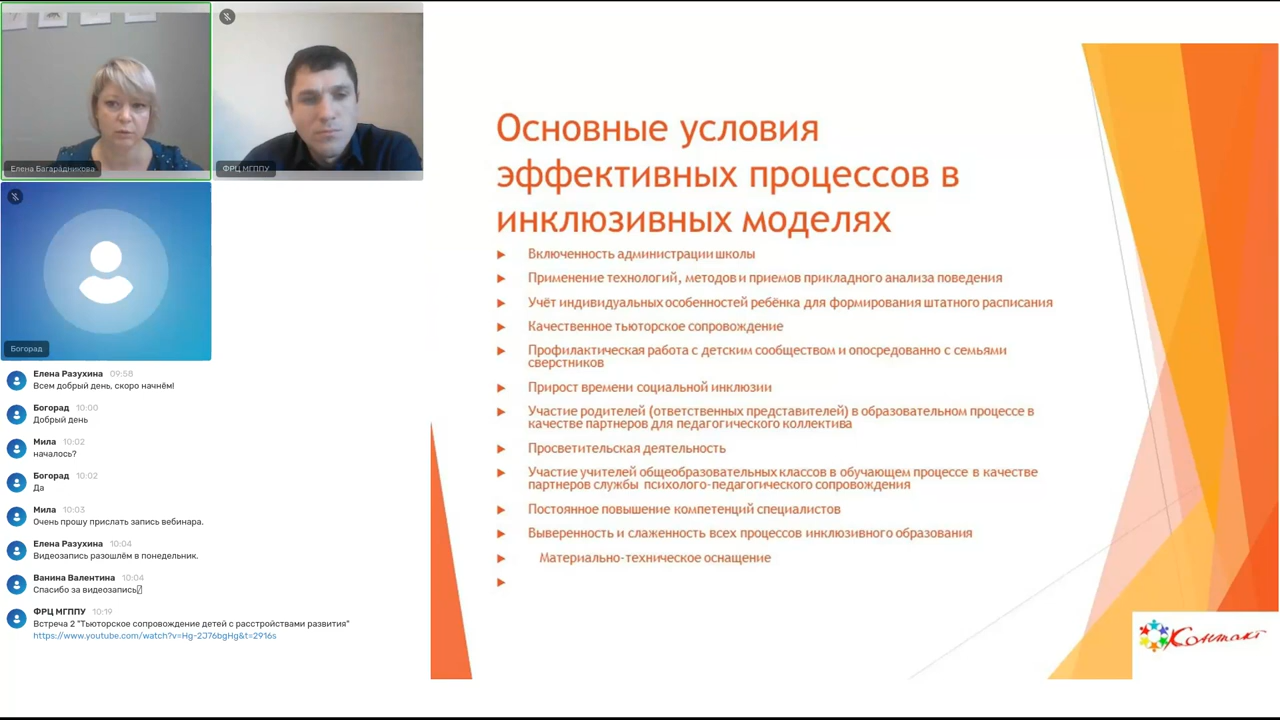 Елена Багарадникова
ФРЦ МГППУ
Богорад
Елена Разухина 09:58
Всем добрый день, скоро начнём!
Богорад 10:00
Добрый день
Мила 10:02
началось?
Богорад 10:02
Да
Мила 10:03
Очень прошу прислать запись вебинара.
Елена Разухина 10:04
Видеозапись разошлём в понедельник.
Ванина Валентина 10:04
Спасибо за видеозапись
ФРЦ МГППУ 10:19
Встреча 2 "Тьюторское сопровождение детей с расстройствами развития"
https://www.youtube.com/watch?v=Hg-2J76bgHg&t=2916s
Основные условия
эффективных процессов в
инклюзивных моделях
Включенность администрации школы
Применение технологий, методов и приемов прикладного анализа поведения
Учёт индивидуальных особенностей ребёнка для формирования штатного расписания
Качественное тьюторское сопровождение
Профилактическая работа с детским сообществом и опосредованно с семьями
сверстников
Прирост времени социальной инклюзии
Участие родителей (ответственных представителей) в образовательном процессе в
качестве партнеров для педагогического коллектива
Просветительская деятельность
Участие учителей общеобразовательных классов в обучающем процессе в качестве
партнеров службы психолого-педагогического сопровождения
Постоянное повышение компетенций специалистов
Выверенность и слаженность всех процессов инклюзивного образования
Материально-техническое оснащение
Контакт